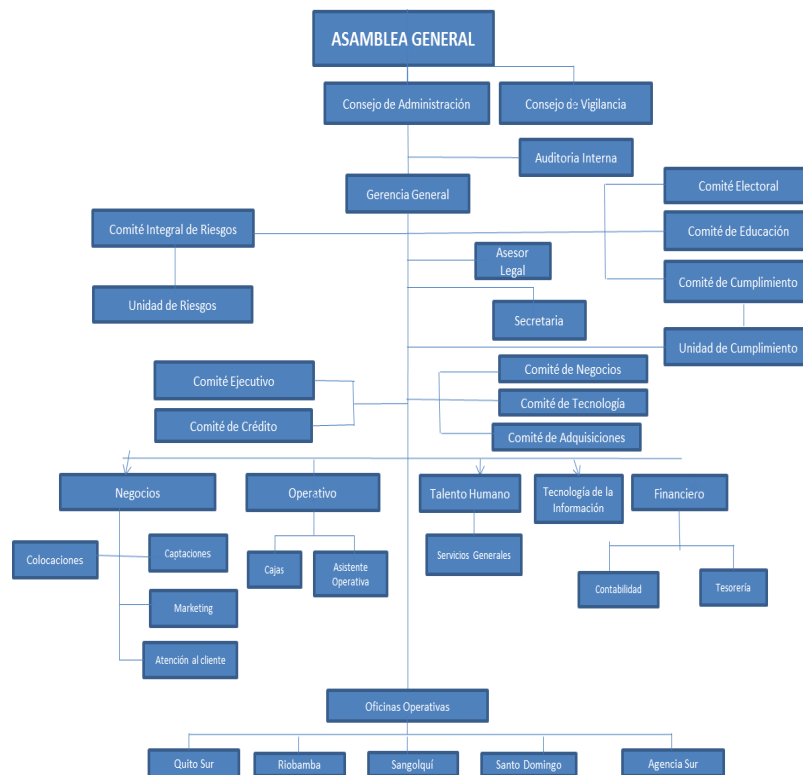 ASAMBLEA GENERAL
Consejo de Administración
Consejo de Vigilancia
Auditoria Interna
Gerencia General
Comité Electoral
Comité Integral de Riesgos
Comité de Educación
Asesor
Legal
Comité de Cumplimiento
Unidad de Riesgos
Secretaria
Unidad de Cumplimiento
Comité Ejecutivo
Comité de Negocios
Comité de Tecnología
Comité de Crédito
Comité de Adquisiciones
Negocios
Operativo
Talento Humano
Tecnología de la
Información
Financiero
Colocaciones
Captaciones
Cajas
Asistente
Operativa
Servicios Generales
Contabilidad
Tesorería
Marketing
Atención al cliente
Oficinas Operativas
Quito Sur
Riobamba
Sangolquí
Santo Domingo
Agencia Sur